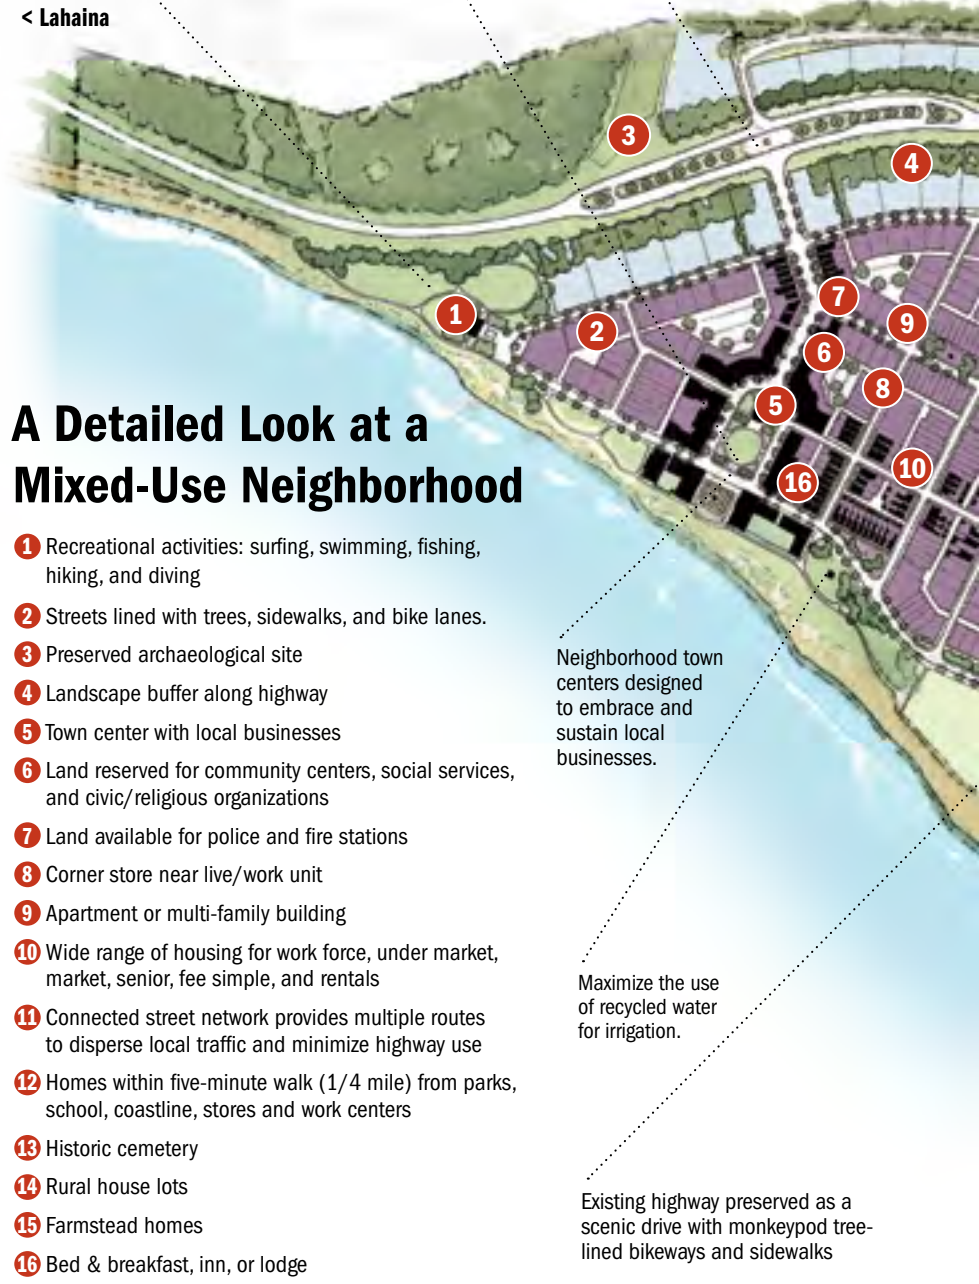 < Lahaina
3
4
1
2
7
9
6
8
5
10
16
A Detailed Look at a
Mixed-Use Neighborhood
1 Recreational activities: surfing, swimming, fishing,
hiking, and diving
2 Streets lined with trees, sidewalks, and bike lanes.
3 Preserved archaeological site
4 Landscape buffer along highway
5 Town center with local businesses
6 Land reserved for community centers, social services,
and civic/religious organizations
7 Land available for police and fire stations
8 Corner store near live/work unit
9 Apartment or multi-family building
10 Wide range of housing for work force, under market,
market, senior, fee simple, and rentals
11 Connected street network provides multiple routes
to disperse local traffic and minimize highway use
12 Homes within five-minute walk (1/4 mile) from parks,
school, coastline, stores and work centers
13 Historic cemetery
14 Rural house lots
15 Farmstead homes
16 Bed & breakfast, inn, or lodge
Neighborhood town
centers designed
to embrace and
sustain local
businesses.
Maximize the use
of recycled water
for irrigation.
Existing highway preserved as a
scenic drive with monkeypod tree-
lined bikeways and sidewalks